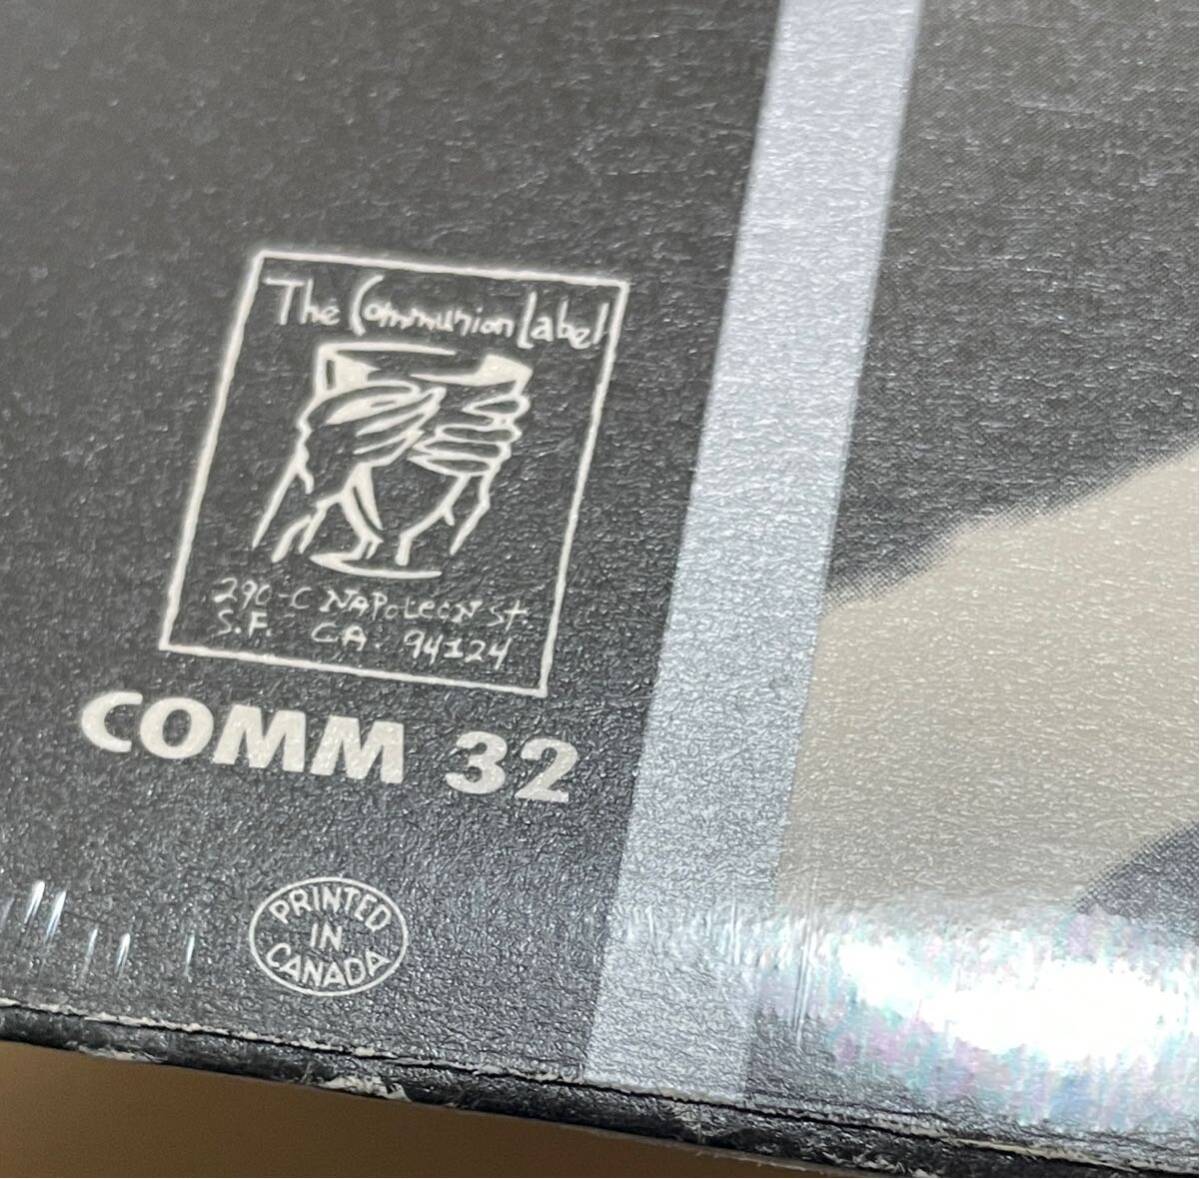 The Communion Label
290-C NAPOLEON St.
S.F. CA. 94124
COMM 32
PRINTED
IN
CANADA